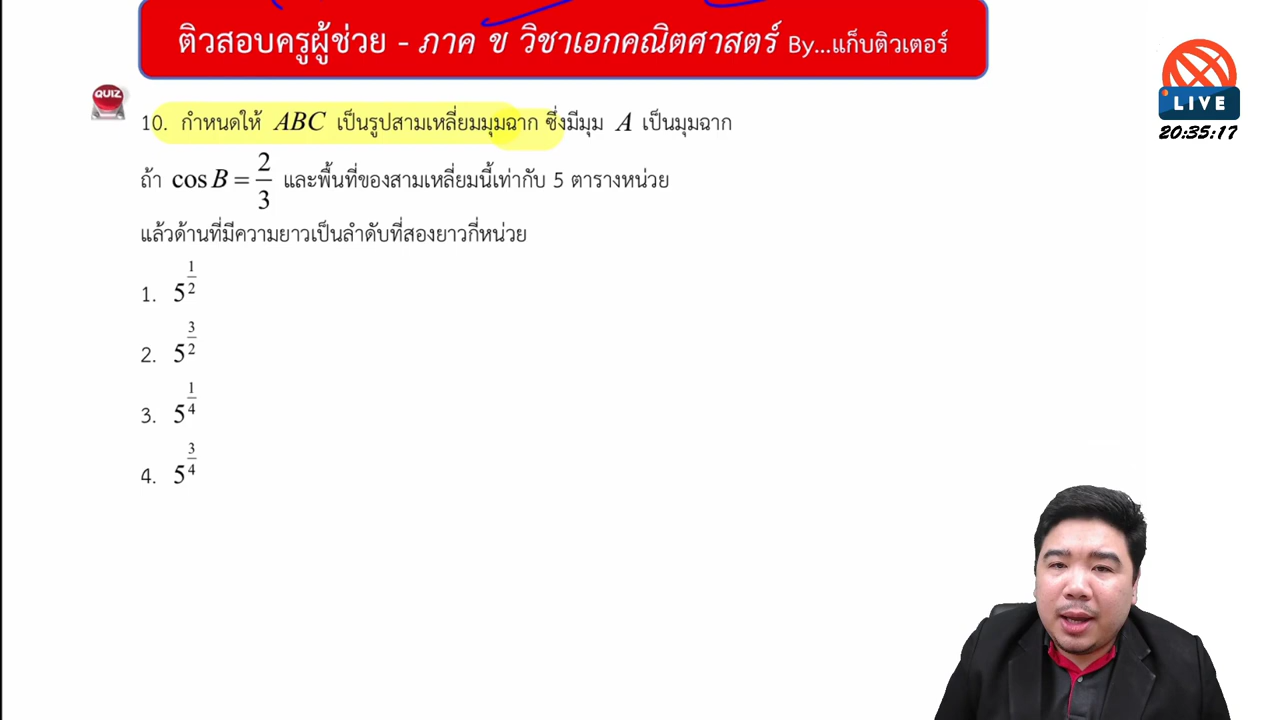 ติวสอบครูผู้ช่วย - ภาค ข วิชาเอกคณิตศาสตร์ By...แก็บติวเตอร์
QUIZ
LIVE
20:35:17
10. กำหนดให้ ABC เป็นรูปสามเหลี่ยมมุมฉาก ซึ่งมีมุม A เป็นมุมฉาก
ถ้า cos B = 2/3 และพื้นที่ของสามเหลี่ยมนี้เท่ากับ 5 ตารางหน่วย
แล้วด้านที่มีความยาวเป็นลำดับที่สองยาวกี่หน่วย
1. 5^(1/2)
2. 5^(3/2)
3. 5^(1/4)
4. 5^(3/4)